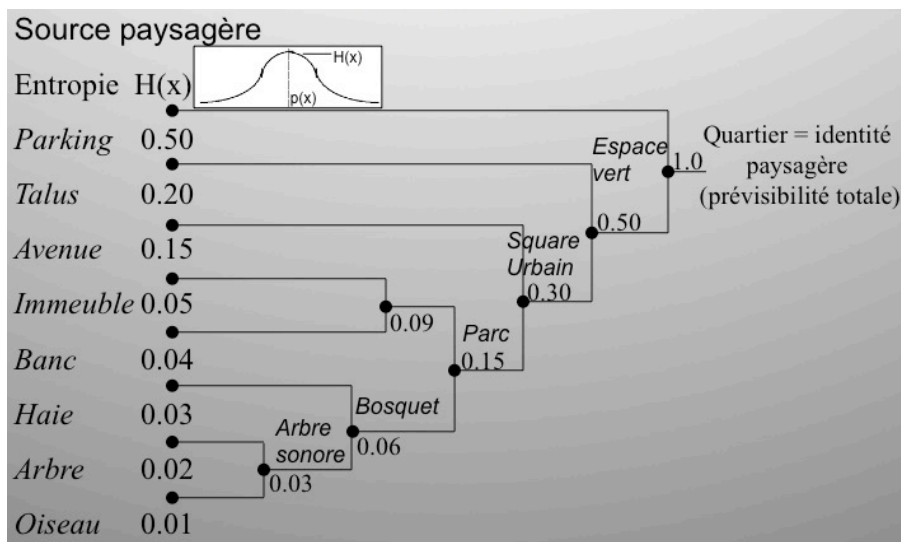 Source paysagère
H(x)
p(x)
Entropie H(x)
Parking 0.50
Talus 0.20
Avenue 0.15
Immeuble 0.05
Banc 0.04
Haie 0.03
Arbre 0.02
Oiseau 0.01
Arbre
sonore
0.03
Bosquet
0.06
0.09
Parc
0.15
Square
Urbain
0.30
Espace
vert
0.50
1.0
Quartier = identité
paysagère
(prévisibilité totale)